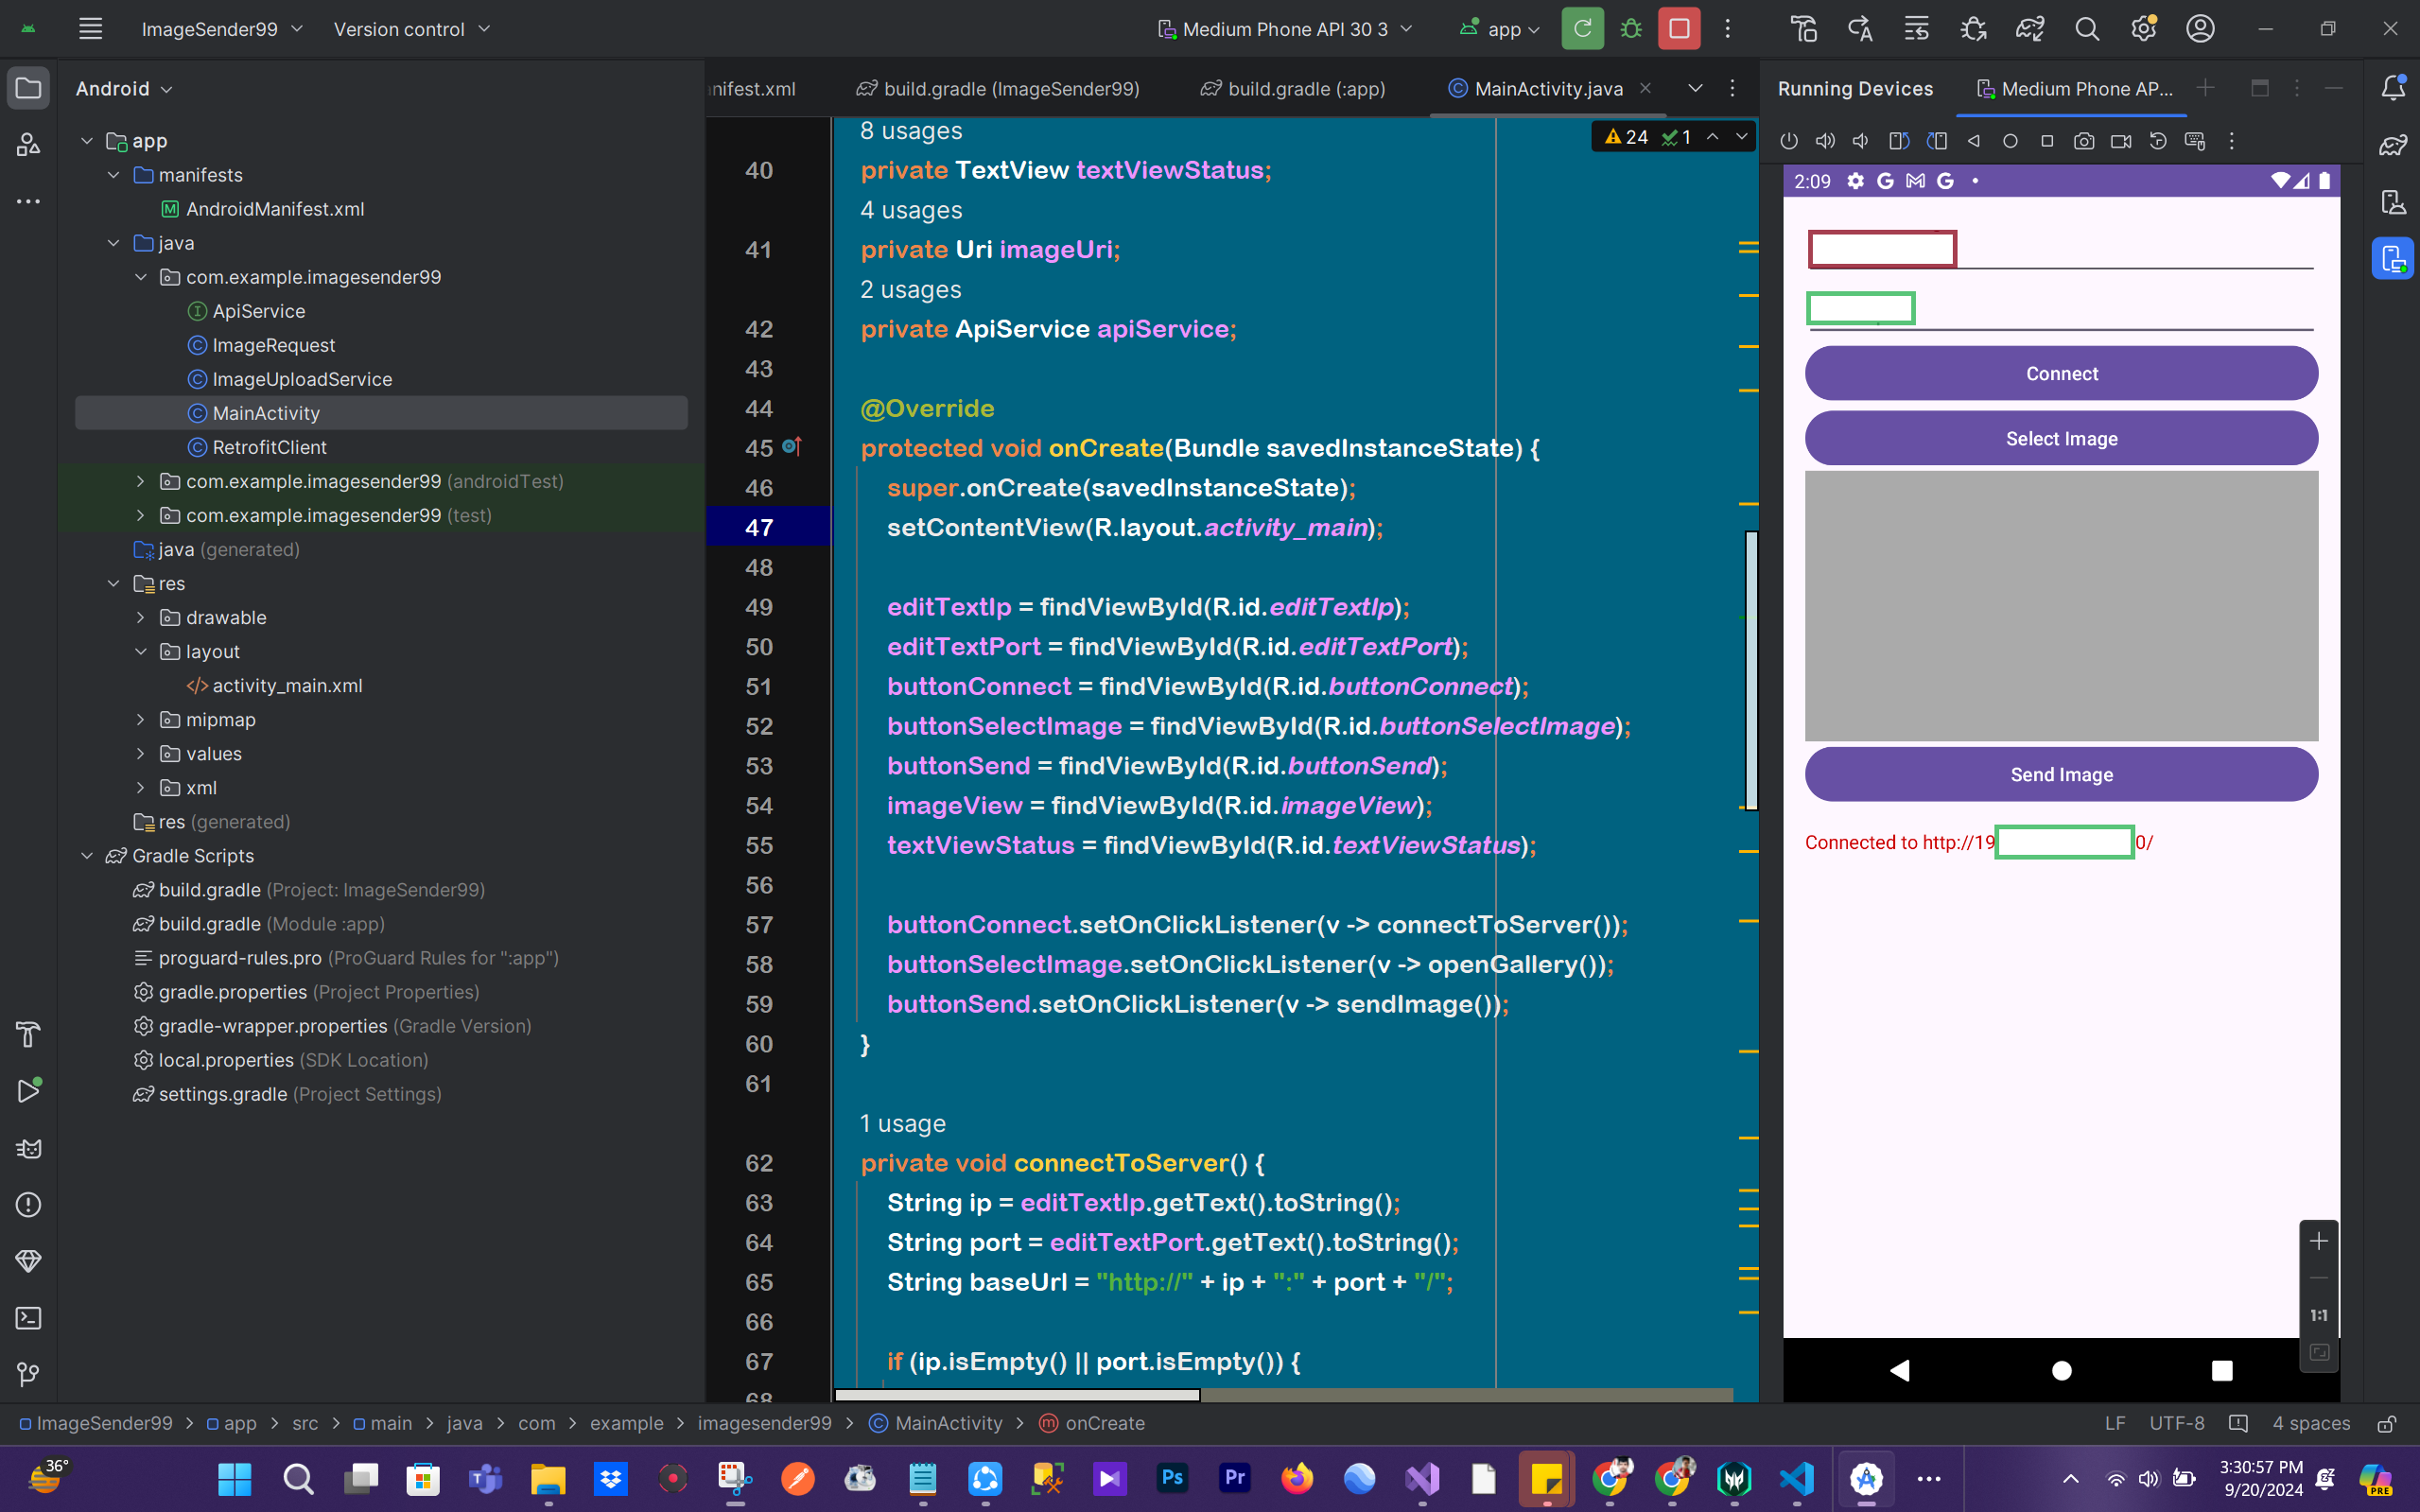 ImageSender99
Version control
Medium Phone API 30 3
app
Android
nifest.xml
build.gradle (ImageSender99)
build.gradle (:app)
MainActivity.java
Running Devices
Medium Phone AP...
app
manifests
AndroidManifest.xml
java
com.example.imagesender99
ApiService
ImageRequest
ImageUploadService
MainActivity
RetrofitClient
com.example.imagesender99 (androidTest)
com.example.imagesender99 (test)
java (generated)
res
drawable
layout
activity_main.xml
mipmap
values
xml
res (generated)
Gradle Scripts
build.gradle (Project: ImageSender99)
build.gradle (Module :app)
proguard-rules.pro (ProGuard Rules for ":app")
gradle.properties (Project Properties)
gradle-wrapper.properties (Gradle Version)
local.properties (SDK Location)
settings.gradle (Project Settings)
24 1
8 usages
40 private TextView textViewStatus;
4 usages
41 private Uri imageUri;
2 usages
42 private ApiService apiService;
43
44 @Override
45 protected void onCreate(Bundle savedInstanceState) {
46 super.onCreate(savedInstanceState);
47 setContentView(R.layout.activity_main);
48
49 editTextIp = findViewById(R.id.editTextIp);
50 editTextPort = findViewById(R.id.editTextPort);
51 buttonConnect = findViewById(R.id.buttonConnect);
52 buttonSelectImage = findViewById(R.id.buttonSelectImage);
53 buttonSend = findViewById(R.id.buttonSend);
54 imageView = findViewById(R.id.imageView);
55 textViewStatus = findViewById(R.id.textViewStatus);
56
57 buttonConnect.setOnClickListener(v -> connectToServer());
58 buttonSelectImage.setOnClickListener(v -> openGallery());
59 buttonSend.setOnClickListener(v -> sendImage());
60 }
61
1 usage
62 private void connectToServer() {
63 String ip = editTextIp.getText().toString();
64 String port = editTextPort.getText().toString();
65 String baseUrl = "http://" + ip + ":" + port + "/";
66
67 if (ip.isEmpty() || port.isEmpty()) {
68
2:09
Connect
Select Image
Send Image
Connected to http://19 0/
1:1
ImageSender99 > app > src > main > java > com > example > imagesender99 > MainActivity > onCreate
LF UTF-8 4 spaces
36°
Ps
Pr
3:30:57 PM
9/20/2024
PRE